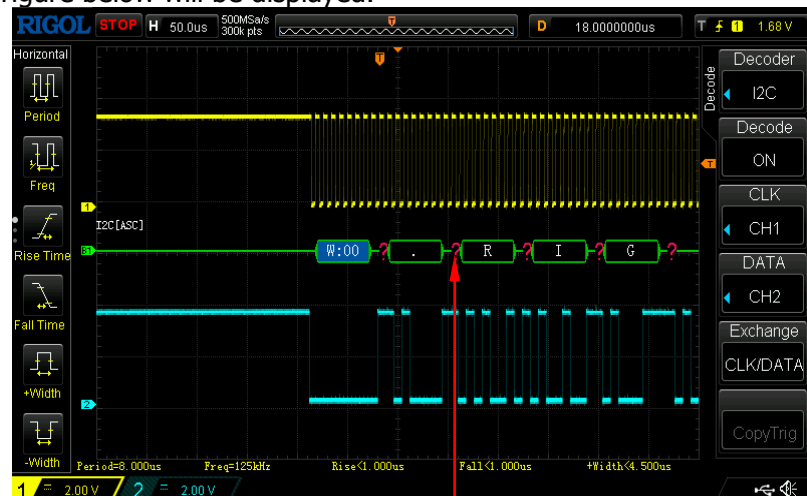 figure below will be displayed.
RIGOL STOP H 50.0us 500MSa/s 300k pts D 18.0000000us T 1 1.68 V
Horizontal
Period
Freq
Rise Time
Fall Time
+Width
-Width
T
T
1
I2C[ASC]
B1 W:00 ? . ? R ? I ? G ?
2
Period=8.000us Freq=125kHz Rise<1.000us Fall<1.000us +Width<4.500us
1 = 2.00 V 2 = 2.00 V
Decode
Decoder
I2C
Decode
ON
CLK
CH1
DATA
CH2
Exchange
CLK/DATA
CopyTrig